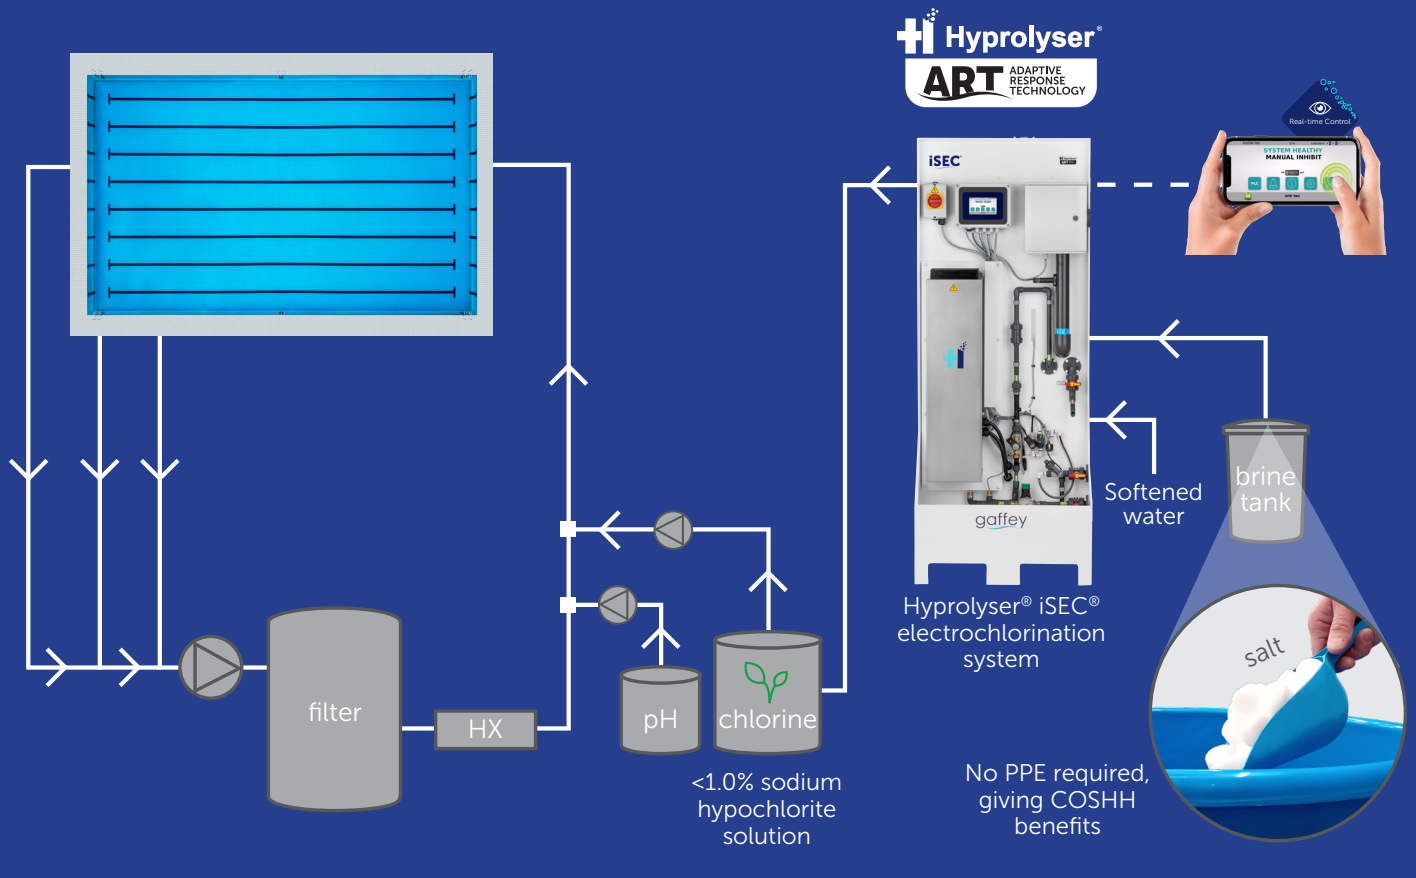 Hyprolyser®
ART ADAPTIVE
RESPONSE
TECHNOLOGY
Real-time Control
SYSTEM HEALTHY
MANUAL INHIBIT
PLC
iSEC
gaffey
Softened
water
brine
tank
Hyprolyser® iSEC®
electrochlorination
system
salt
filter
HX
pH
chlorine
<1.0% sodium
hypochlorite
solution
No PPE required,
giving COSHH
benefits